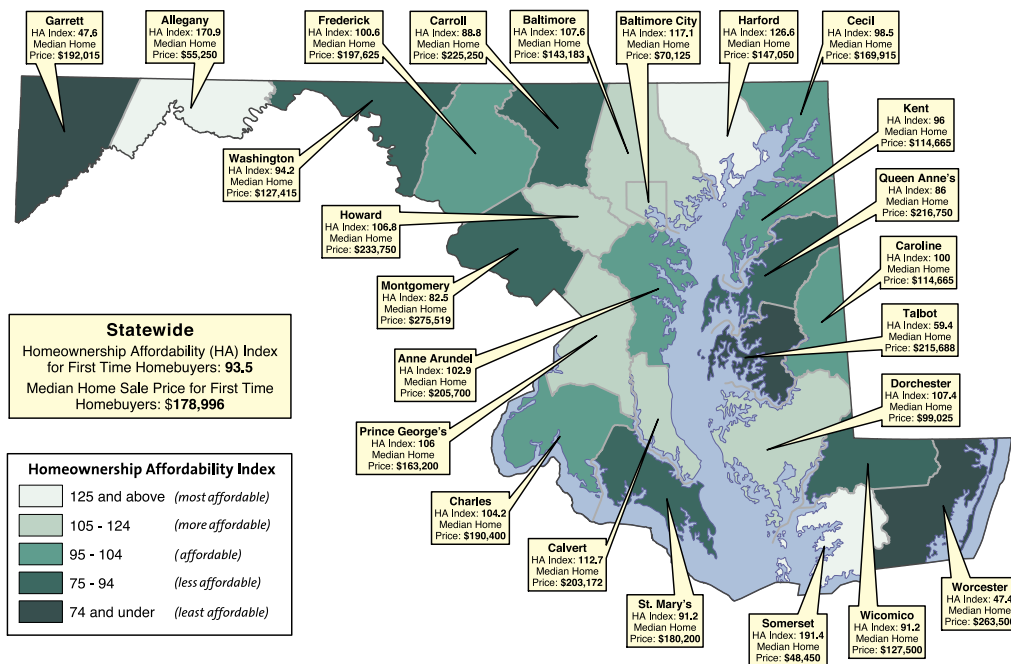 Garrett
HA Index: 47.6
Median Home
Price: $192,015
Allegany
HA Index: 170.9
Median Home
Price: $55,250
Frederick
HA Index: 100.6
Median Home
Price: $197,625
Carroll
HA Index: 88.8
Median Home
Price: $225,250
Baltimore
HA Index: 107.6
Median Home
Price: $143,183
Baltimore City
HA Index: 117.1
Median Home
Price: $70,125
Harford
HA Index: 126.6
Median Home
Price: $147,050
Cecil
HA Index: 98.5
Median Home
Price: $169,915
Kent
HA Index: 96
Median Home
Price: $114,665
Washington
HA Index: 94.2
Median Home
Price: $127,415
Queen Anne's
HA Index: 86
Median Home
Price: $216,750
Howard
HA Index: 106.8
Median Home
Price: $233,750
Caroline
HA Index: 100
Median Home
Price: $114,665
Montgomery
HA Index: 82.5
Median Home
Price: $275,519
Talbot
HA Index: 59.4
Median Home
Price: $215,688
Statewide
Homeownership Affordability (HA) Index
for First Time Homebuyers: 93.5
Median Home Sale Price for First Time
Homebuyers: $178,996
Anne Arundel
HA Index: 102.9
Median Home
Price: $205,700
Dorchester
HA Index: 107.4
Median Home
Price: $99,025
Prince George's
HA Index: 106
Median Home
Price: $163,200
Homeownership Affordability Index
125 and above (most affordable)
105 - 124 (more affordable)
95 - 104 (affordable)
75 - 94 (less affordable)
74 and under (least affordable)
Charles
HA Index: 104.2
Median Home
Price: $190,400
Calvert
HA Index: 112.7
Median Home
Price: $203,172
St. Mary's
HA Index: 91.2
Median Home
Price: $180,200
Somerset
HA Index: 191.4
Median Home
Price: $48,450
Wicomico
HA Index: 91.2
Median Home
Price: $127,500
Worcester
HA Index: 47.4
Median Home
Price: $263,500